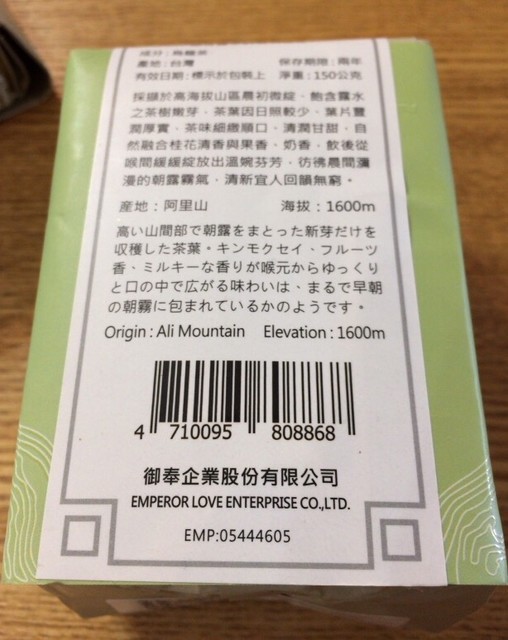 成分：烏龍茶
產地：台灣 保存期限：兩年
有效日期：標示於包裝上 淨重：150公克
採擷於高海拔山區晨初微綻、飽含露水
之茶樹嫩芽，茶葉因日照較少、葉片豐
潤厚實，茶味細緻順口，清潤甘甜，自
然融合桂花清香與果香、奶香，飲後從
喉間緩緩綻放出溫婉芬芳，彷彿晨間瀰
漫的朝露霧氣，清新宜人回韻無窮。
產地：阿里山 海拔：1600m
高い山間部で朝露をまとった新芽だけを
収穫した茶葉。キンモクセイ、フルーツ
香、ミルキーな香りが喉元からゆっくり
と口の中で広がる味わいは、まるで早朝
の朝霧に包まれているかのようです。
Origin : Ali Mountain Elevation : 1600m
4 710095 808868
御奉企業股份有限公司
EMPEROR LOVE ENTERPRISE CO.,LTD.
EMP:05444605